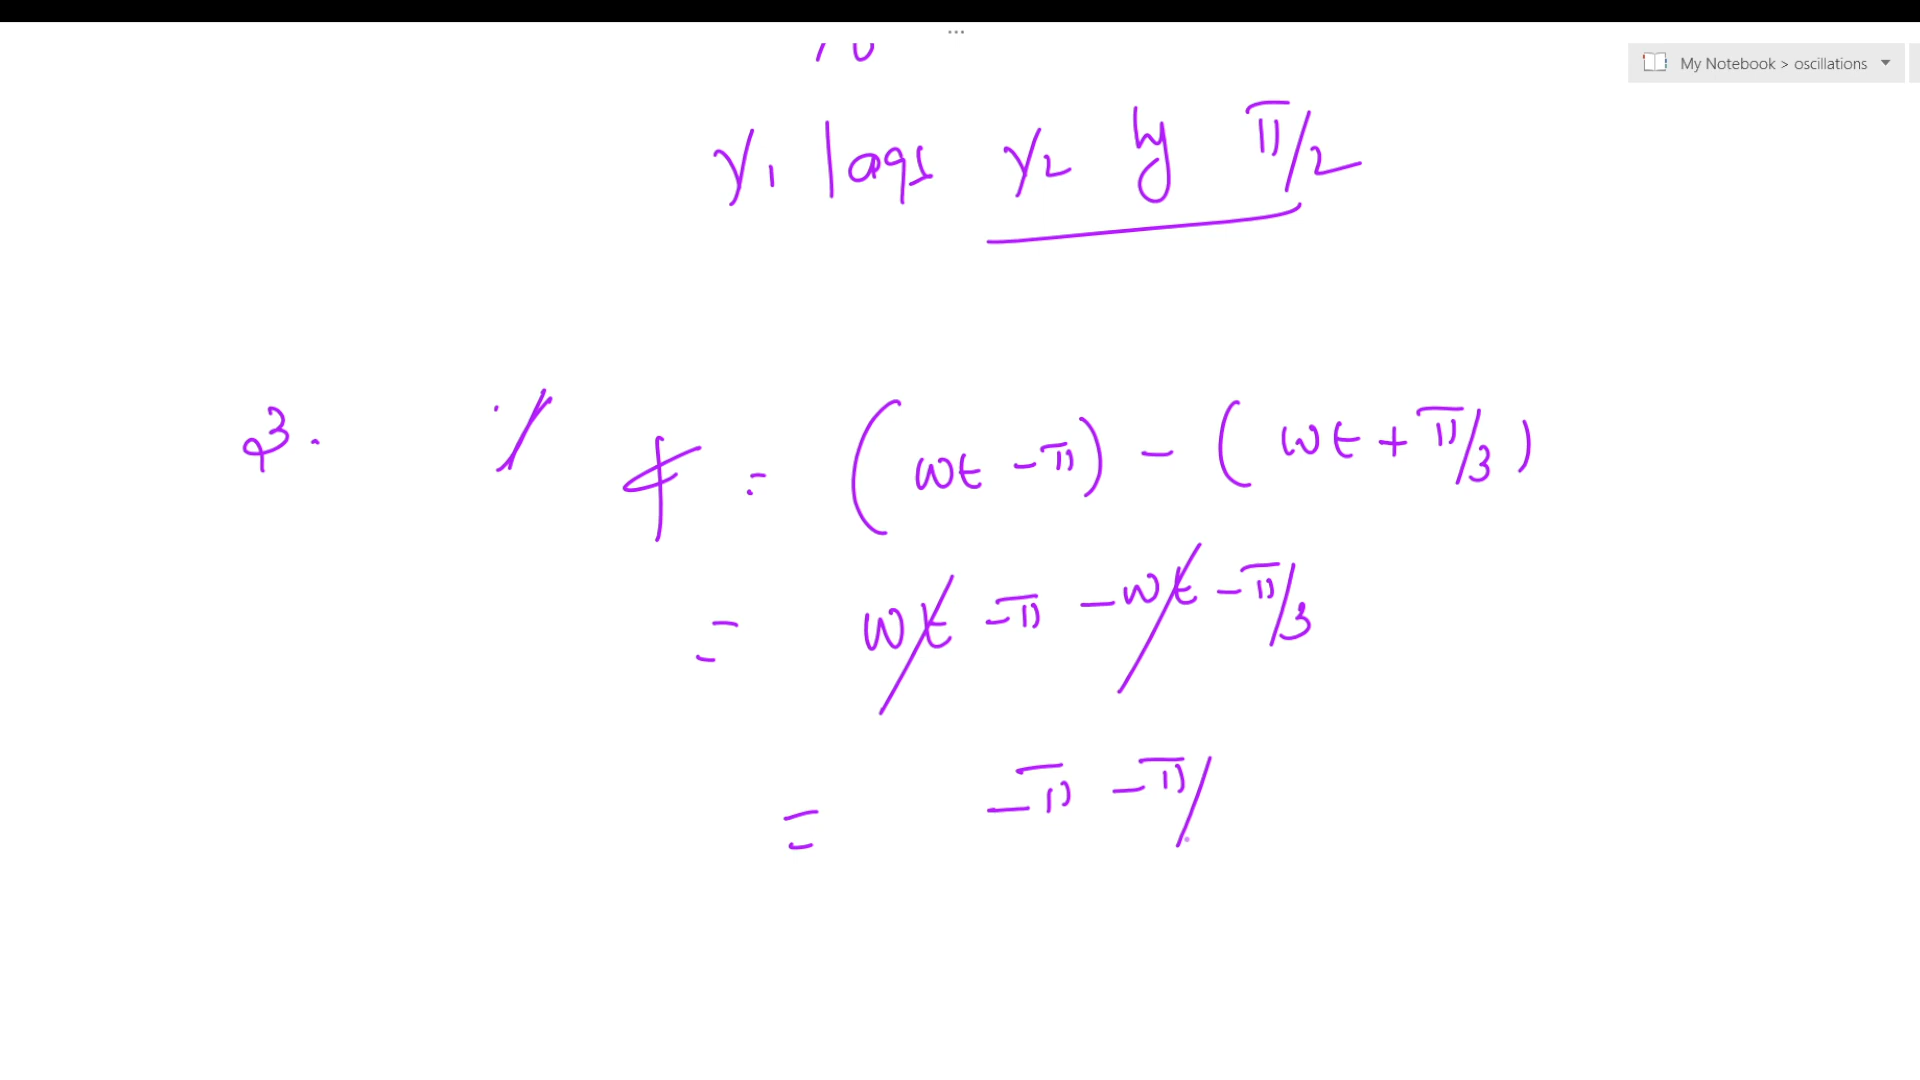 My Notebook > oscillations
y₁ lags y₂ by π/2
Q3. φ = (ωt - π) - (ωt + π/3)
= ωt - π - ωt - π/3
= -π - π/